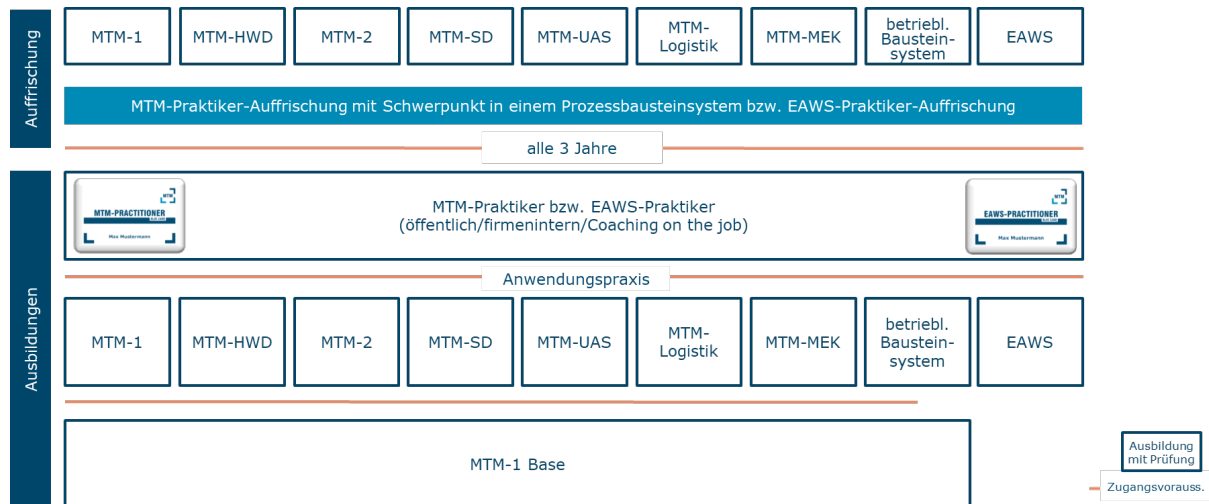 Auffrischung
MTM-1
MTM-HWD
MTM-2
MTM-SD
MTM-UAS
MTM-
Logistik
MTM-MEK
betriebl.
Baustein-
system
EAWS
MTM-Praktiker-Auffrischung mit Schwerpunkt in einem Prozessbausteinsystem bzw. EAWS-Praktiker-Auffrischung
alle 3 Jahre
Ausbildungen
MTM
MTM-PRACTITIONER
Max Mustermann
MTM-Praktiker bzw. EAWS-Praktiker
(öffentlich/firmenintern/Coaching on the job)
MTM
EAWS-PRACTITIONER
Max Mustermann
Anwendungspraxis
MTM-1
MTM-HWD
MTM-2
MTM-SD
MTM-UAS
MTM-
Logistik
MTM-MEK
betriebl.
Baustein-
system
EAWS
MTM-1 Base
Ausbildung
mit Prüfung
Zugangsvorauss.